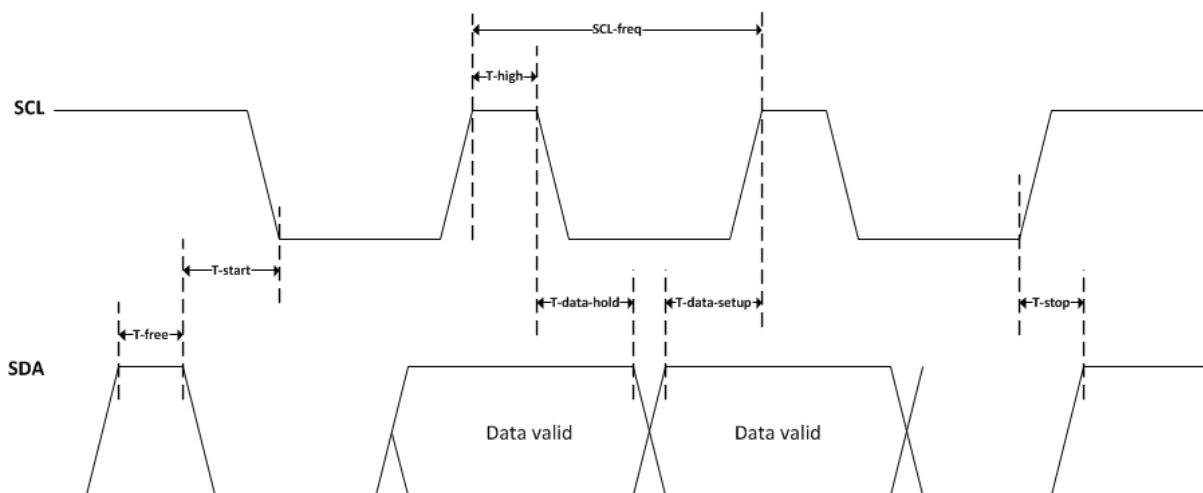 SCL-freq
T-high
SCL
T-start
T-data-hold
T-data-setup
T-stop
T-free
SDA
Data valid
Data valid